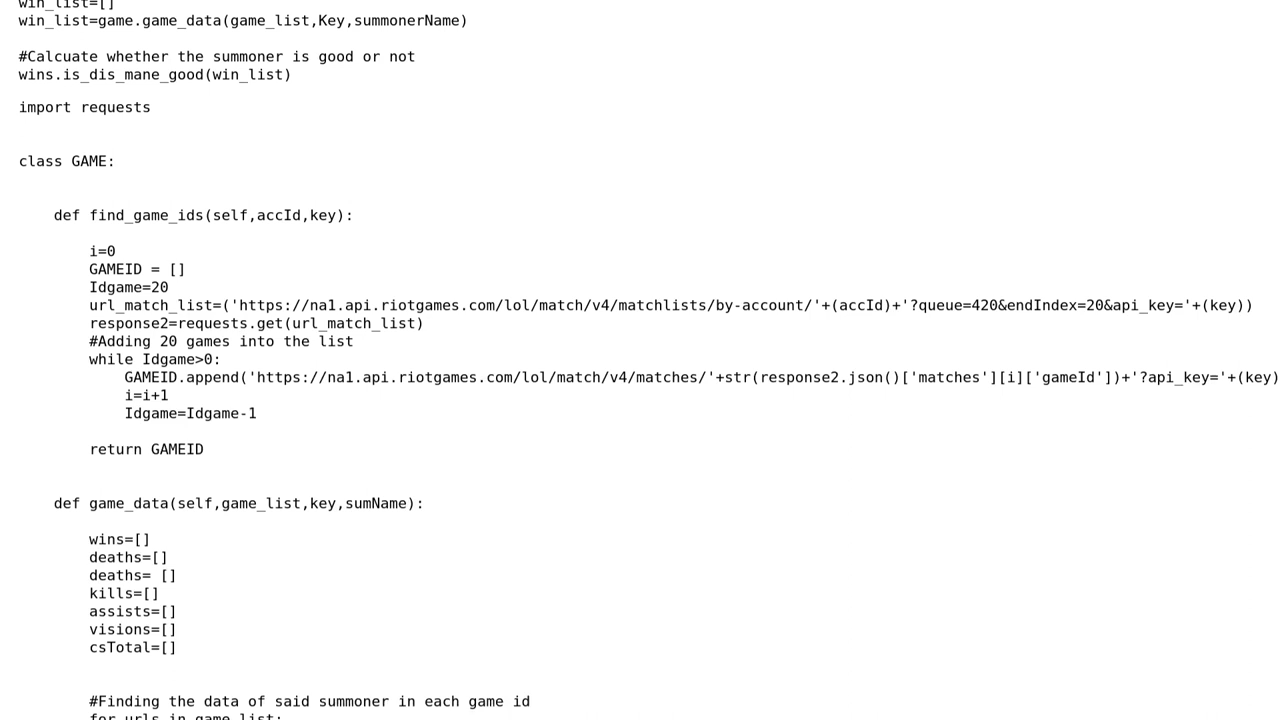 win_list=[]
win_list=game.game_data(game_list,Key,summonerName)
#Calcuate whether the summoner is good or not
wins.is_dis_mane_good(win_list)
import requests
class GAME:
def find_game_ids(self,accId,key):
i=0
GAMEID = []
Idgame=20
url_match_list=('https://na1.api.riotgames.com/lol/match/v4/matchlists/by-account/'+(accId)+'?queue=420&endIndex=20&api_key='+(key))
response2=requests.get(url_match_list)
#Adding 20 games into the list
while Idgame>0:
GAMEID.append('https://na1.api.riotgames.com/lol/match/v4/matches/'+str(response2.json()['matches'][i]['gameId'])+'?api_key='+(key)
i=i+1
Idgame=Idgame-1
return GAMEID
def game_data(self,game_list,key,sumName):
wins=[]
deaths=[]
deaths= []
kills=[]
assists=[]
visions=[]
csTotal=[]
#Finding the data of said summoner in each game id
for urls in game_list: